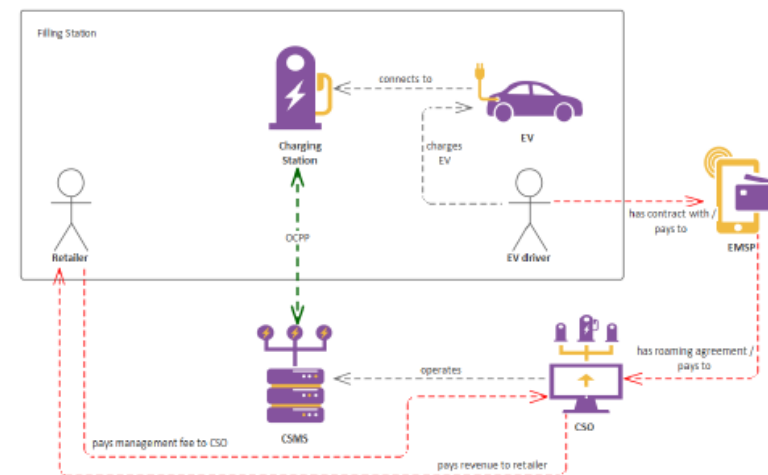 Filling Station
connects to
EV
Charging
Station
charges
EV
has contract with /
pays to
Retailer
EV driver
EMSP
OCPP
has roaming agreement /
pays to
operates
CSMS
CSO
pays management fee to CSO
pays revenue to retailer